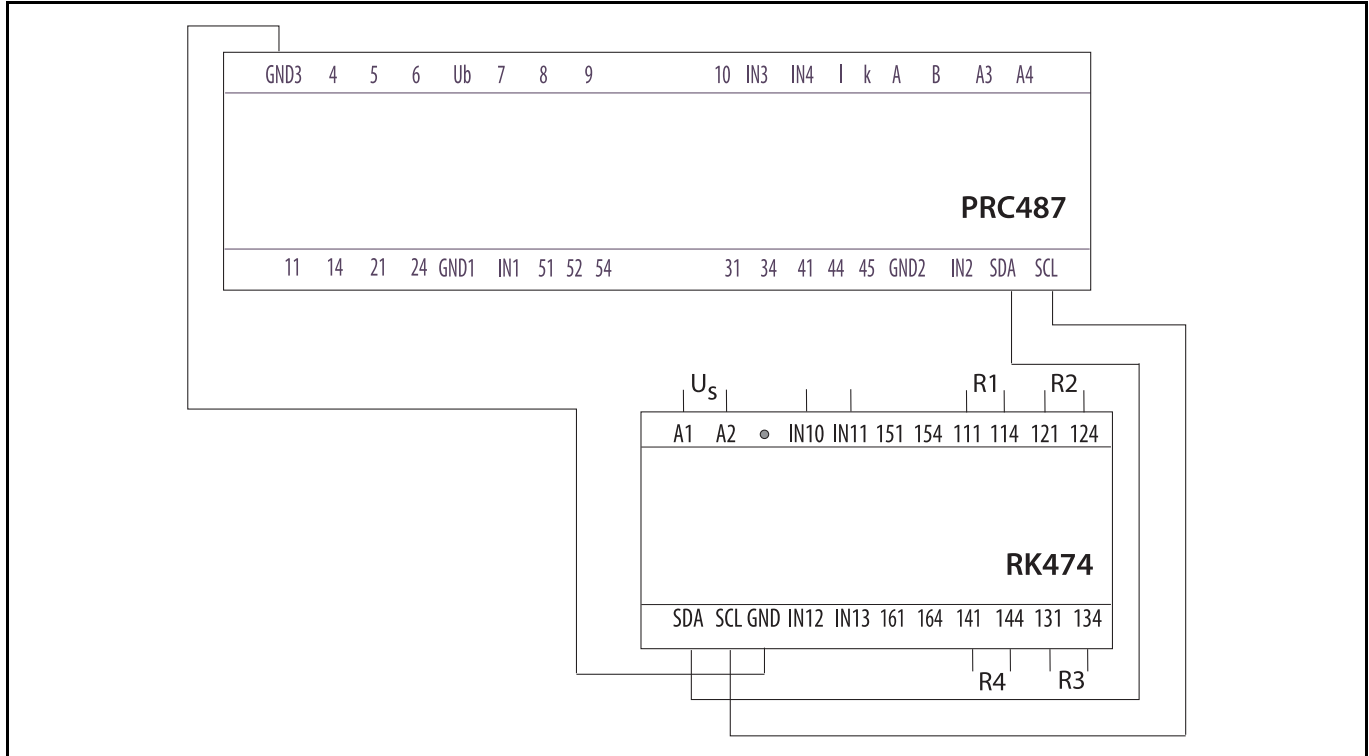 GND3 4 5 6 Ub 7 8 9 10 IN3 IN4 l k A B A3 A4
PRC487
11 14 21 24 GND1 IN1 51 52 54 31 34 41 44 45 GND2 IN2 SDA SCL
Us R1 R2
A1 A2 IN10 IN11 151 154 111 114 121 124
RK474
SDA SCL GND IN12 IN13 161 164 141 144 131 134
R4 R3